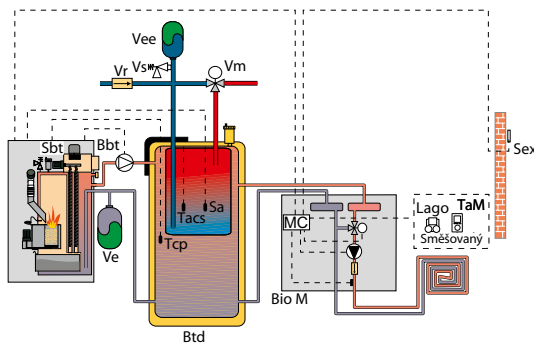 Vee
Vs
Vm
Vr
Sbt
Bbt
Sex
Tacs
Sa
Lago
TaM
MC
Směšovaný
Ve
Tcp
Bio M
Btd